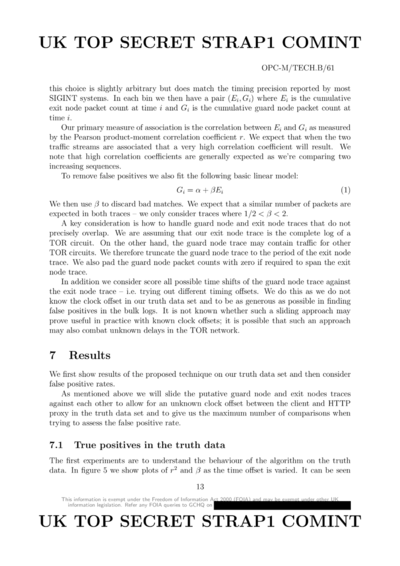 UK TOP SECRET STRAP1 COMINT
OPC-M/TECH.B/61
this choice is slightly arbitrary but does match the timing precision reported by most
SIGINT systems. In each bin we then have a pair (Eᵢ, Gᵢ) where Eᵢ is the cumulative
exit node packet count at time i and Gᵢ is the cumulative guard node packet count at
time i.
Our primary measure of association is the correlation between Eᵢ and Gᵢ as measured
by the Pearson product-moment correlation coefficient r. We expect that when the two
traffic streams are associated that a very high correlation coefficient will result. We
note that high correlation coefficients are generally expected as we're comparing two
increasing sequences.
To remove false positives we also fit the following basic linear model:
Gᵢ = α + βEᵢ (1)
We then use β to discard bad matches. We expect that a similar number of packets are
expected in both traces – we only consider traces where 1/2 < β < 2.
A key consideration is how to handle guard node and exit node traces that do not
precisely overlap. We are assuming that our exit node trace is the complete log of a
TOR circuit. On the other hand, the guard node trace may contain traffic for other
TOR circuits. We therefore truncate the guard node trace to the period of the exit node
trace. We also pad the guard node packet counts with zero if required to span the exit
node trace.
In addition we consider score all possible time shifts of the guard node trace against
the exit node trace – i.e. trying out different timing offsets. We do this as we do not
know the clock offset in our truth data set and to be as generous as possible in finding
false positives in the bulk logs. It is not known whether such a sliding approach may
prove useful in practice with known clock offsets; it is possible that such an approach
may also combat unknown delays in the TOR network.
7 Results
We first show results of the proposed technique on our truth data set and then consider
false positive rates.
As mentioned above we will slide the putative guard node and exit nodes traces
against each other to allow for an unknown clock offset between the client and HTTP
proxy in the truth data set and to give us the maximum number of comparisons when
trying to assess the false positive rate.
7.1 True positives in the truth data
The first experiments are to understand the behaviour of the algorithm on the truth
data. In figure 5 we show plots of r² and β as the time offset is varied. It can be seen
13
This information is exempt under the Freedom of Information Act 2000 (FOIA) and may be exempt under other UK
information legislation. Refer any FOIA queries to GCHQ on
UK TOP SECRET STRAP1 COMINT